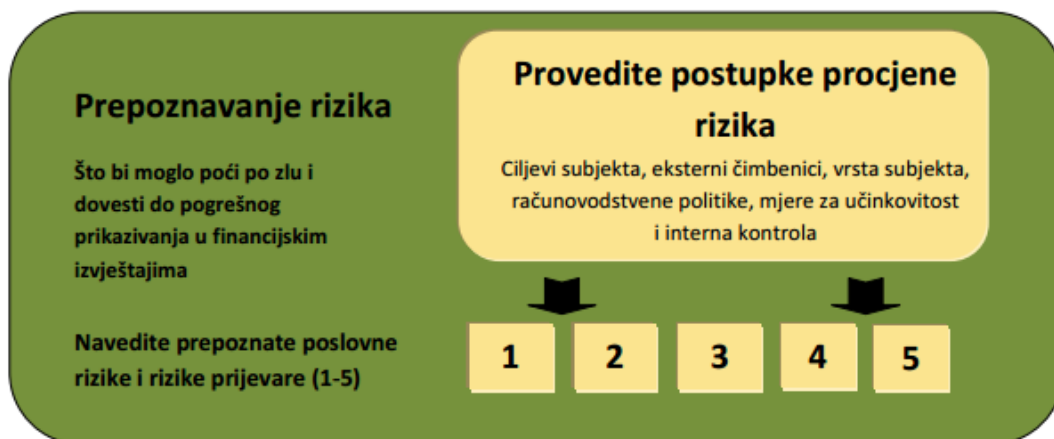 Prepoznavanje rizika
Što bi moglo poći po zlu i
dovesti do pogrešnog
prikazivanja u financijskim
izvještajima
Navedite prepoznate poslovne
rizike i rizike prijevare (1-5)
Provedite postupke procjene
rizika
Ciljevi subjekta, eksterni čimbenici, vrsta subjekta,
računovodstvene politike, mjere za učinkovitost
i interna kontrola
1 2 3 4 5